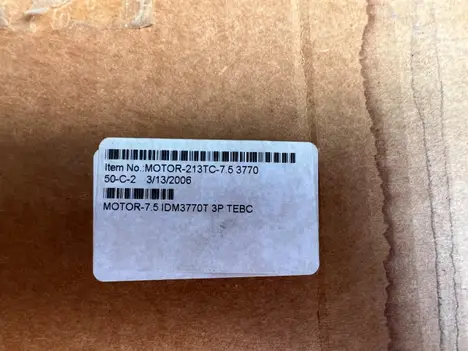 Item No.:MOTOR-213TC-7.5 3770
50-C-2 3/13/2006
MOTOR-7.5 IDM3770T 3P TEBC